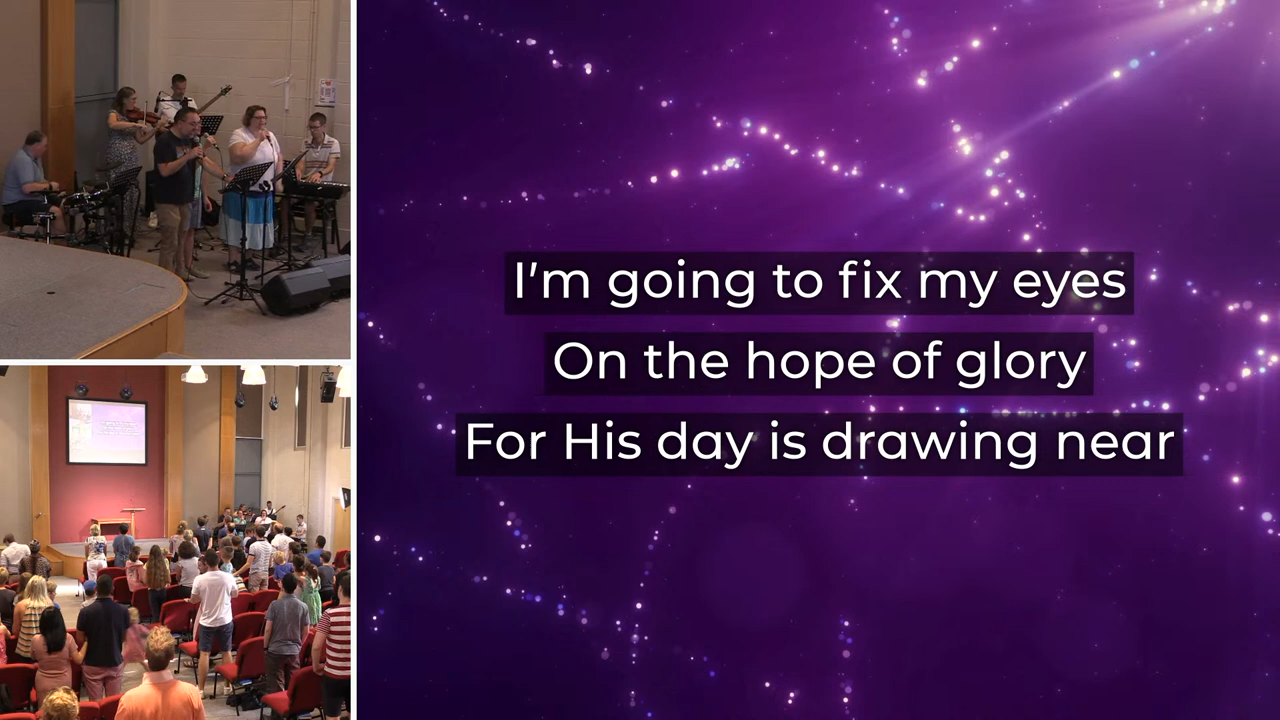 I'm going to fix my eyes
On the hope of glory
For His day is drawing near